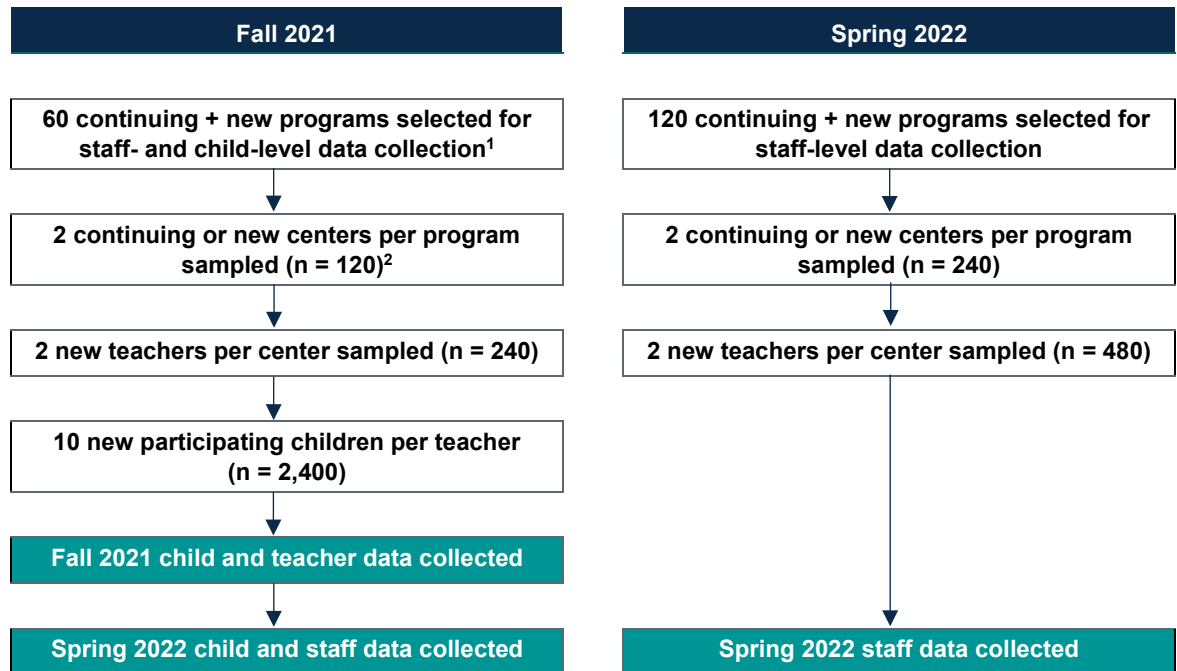 Fall 2021
60 continuing + new programs selected for
staff- and child-level data collection1
2 continuing or new centers per program
sampled (n = 120)2
2 new teachers per center sampled (n = 240)
10 new participating children per teacher
(n = 2,400)
Fall 2021 child and teacher data collected
Spring 2022 child and staff data collected
Spring 2022
120 continuing + new programs selected for
staff-level data collection
2 continuing or new centers per program
sampled (n = 240)
2 new teachers per center sampled (n = 480)
Spring 2022 staff data collected